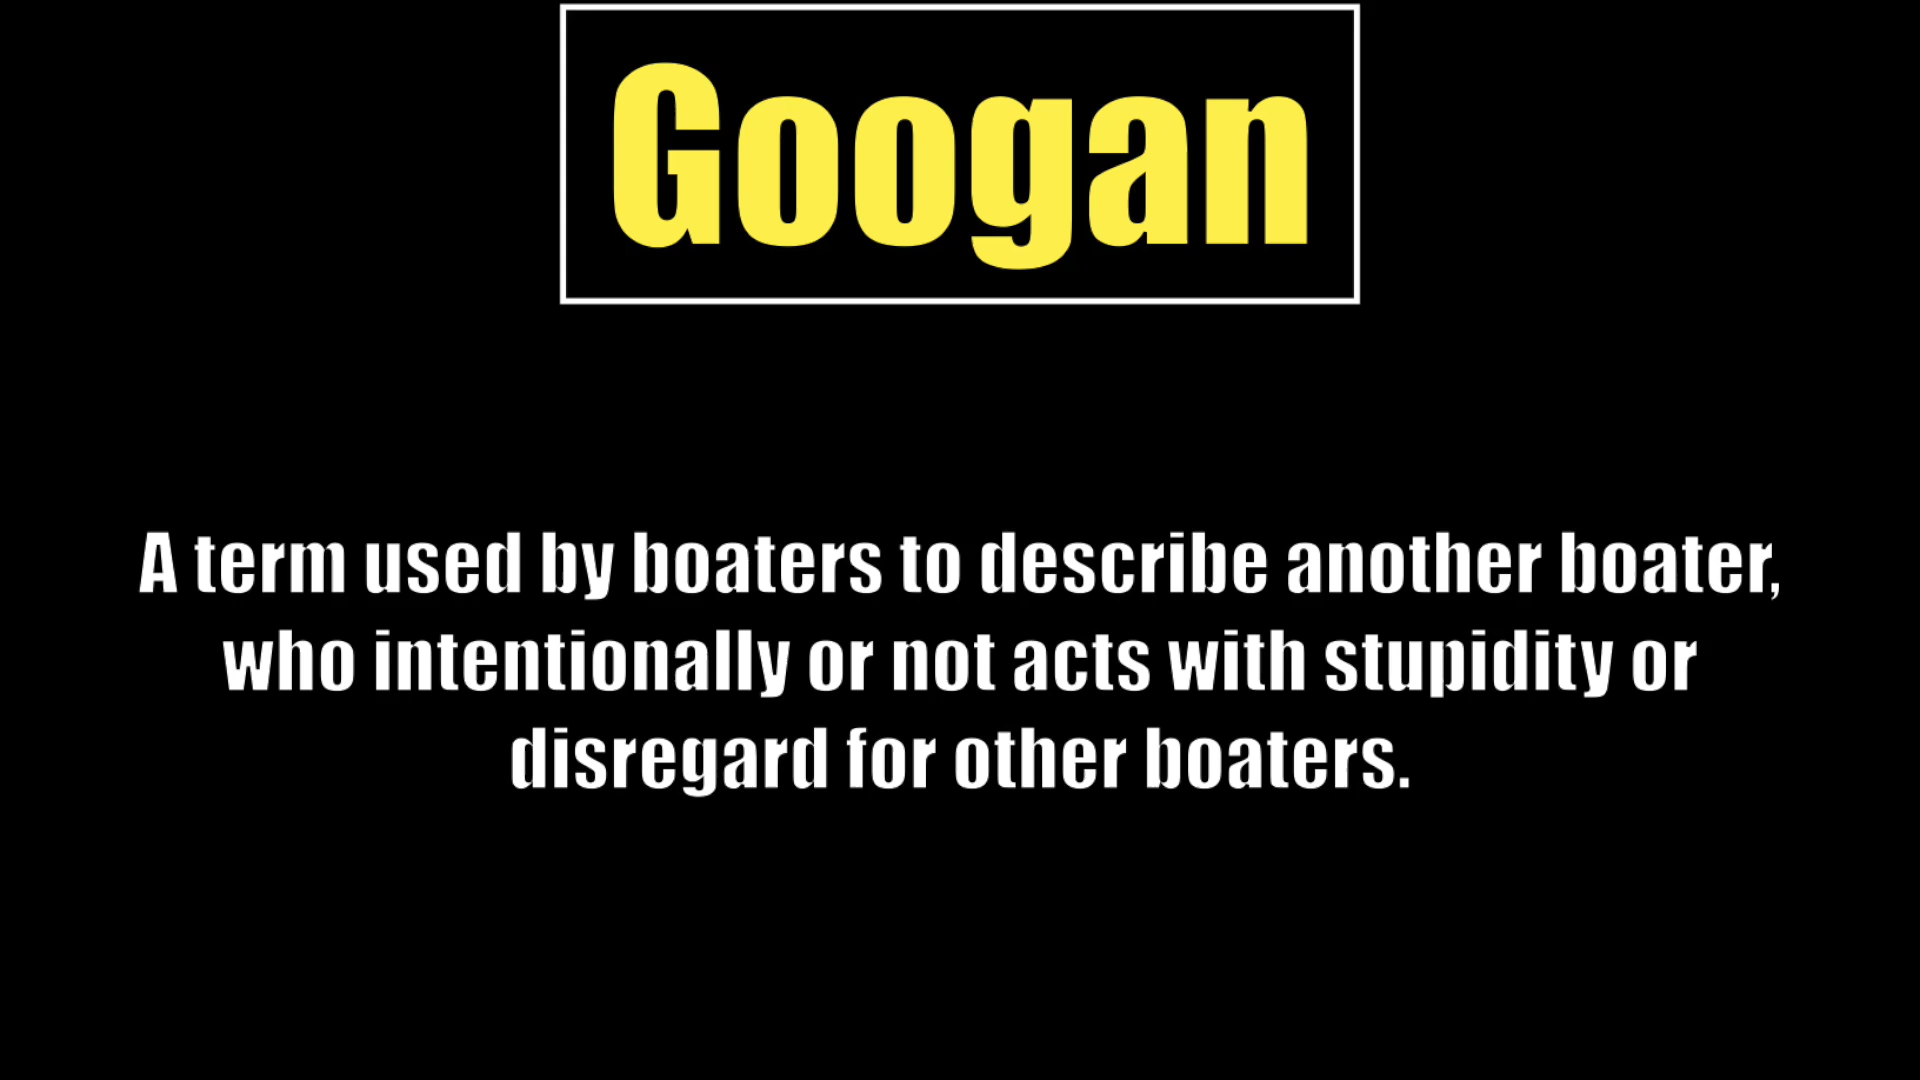 Googan
A term used by boaters to describe another boater,
who intentionally or not acts with stupidity or
disregard for other boaters.